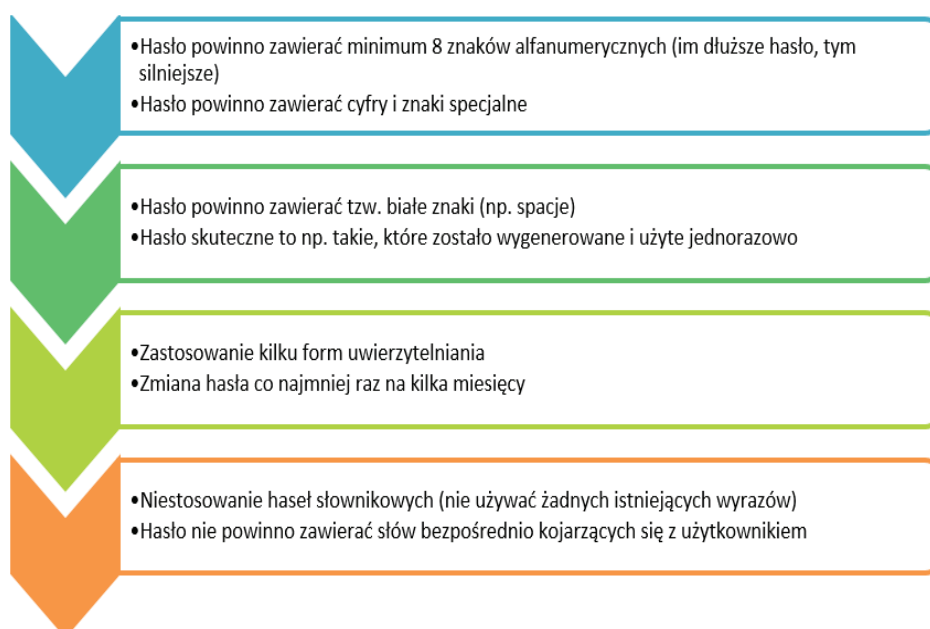 •Hasło powinno zawierać minimum 8 znaków alfanumerycznych (im dłuższe hasło, tym
silniejsze)
•Hasło powinno zawierać cyfry i znaki specjalne
•Hasło powinno zawierać tzw. białe znaki (np. spacje)
•Hasło skuteczne to np. takie, które zostało wygenerowane i użyte jednorazowo
•Zastosowanie kilku form uwierzytelniania
•Zmiana hasła co najmniej raz na kilka miesięcy
•Niestosowanie haseł słownikowych (nie używać żadnych istniejących wyrazów)
•Hasło nie powinno zawierać słów bezpośrednio kojarzących się z użytkownikiem